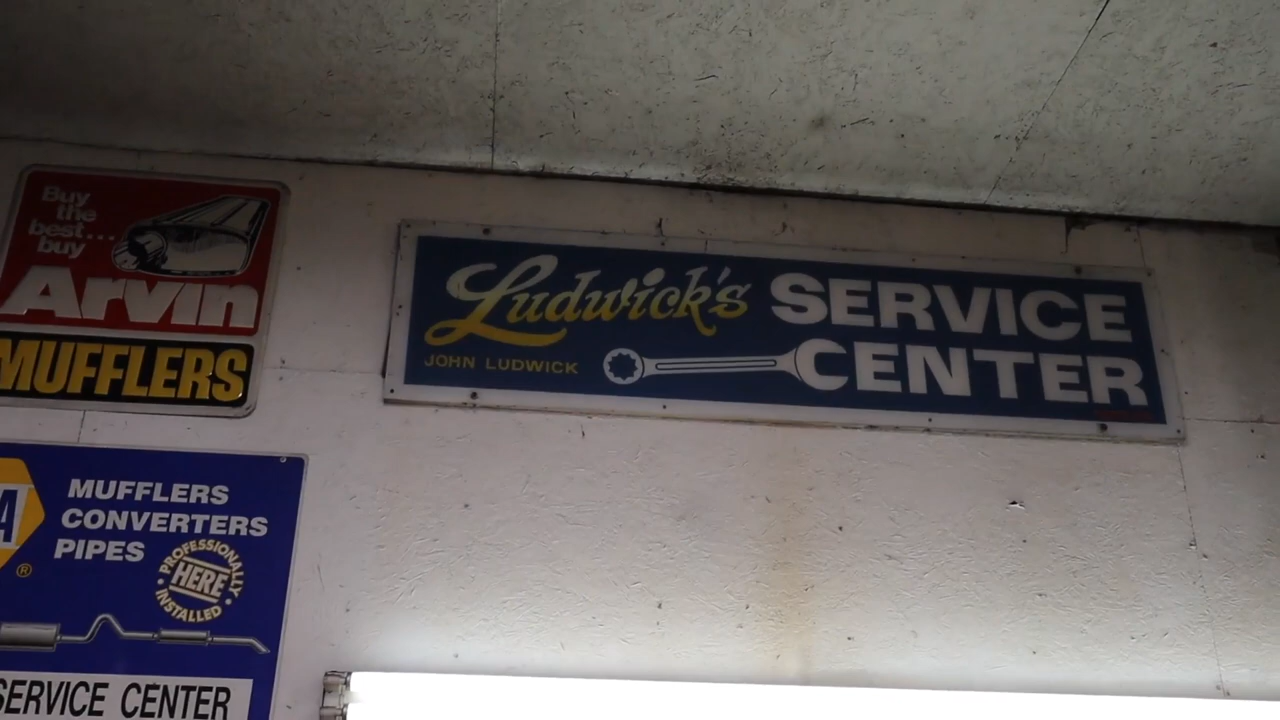 Buy
the
best...
buy
Arvin
MUFFLERS
Ludwick's
JOHN LUDWICK
SERVICE
CENTER
A
®
MUFFLERS
CONVERTERS
PIPES
PROFESSIONALLY
HERE
INSTALLED
SERVICE CENTER